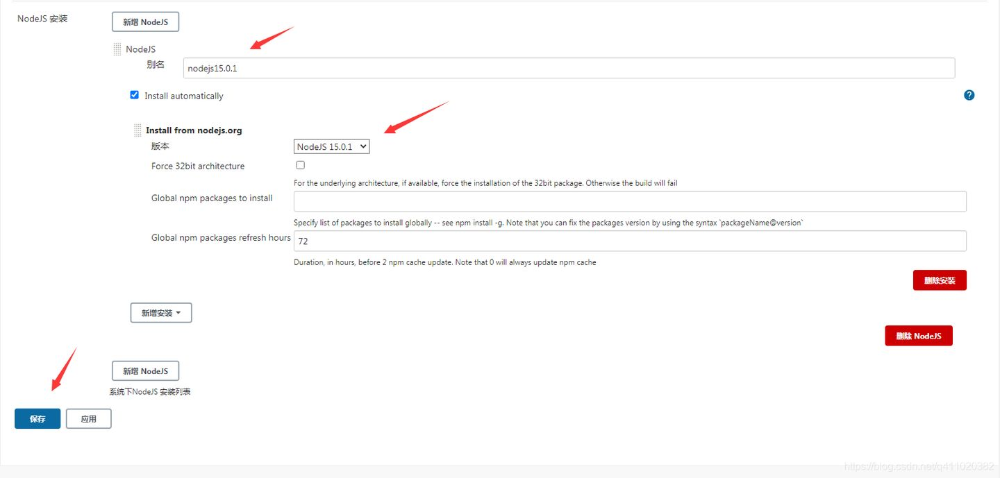 NodeJS 安装
新增 NodeJS
NodeJS
别名
nodejs15.0.1
Install automatically
?
Install from nodejs.org
版本
NodeJS 15.0.1
Force 32bit architecture
For the underlying architecture, if available, force the installation of the 32bit package. Otherwise the build will fail
Global npm packages to install
Specify list of packages to install globally -- see npm install -g. Note that you can fix the packages version by using the syntax `packageName@version`
Global npm packages refresh hours
72
Duration, in hours, before 2 npm cache update. Note that 0 will always update npm cache
删除安装
新增安装
删除 NodeJS
新增 NodeJS
系统下NodeJS 安装列表
保存
应用
https://blog.csdn.net/q411020382